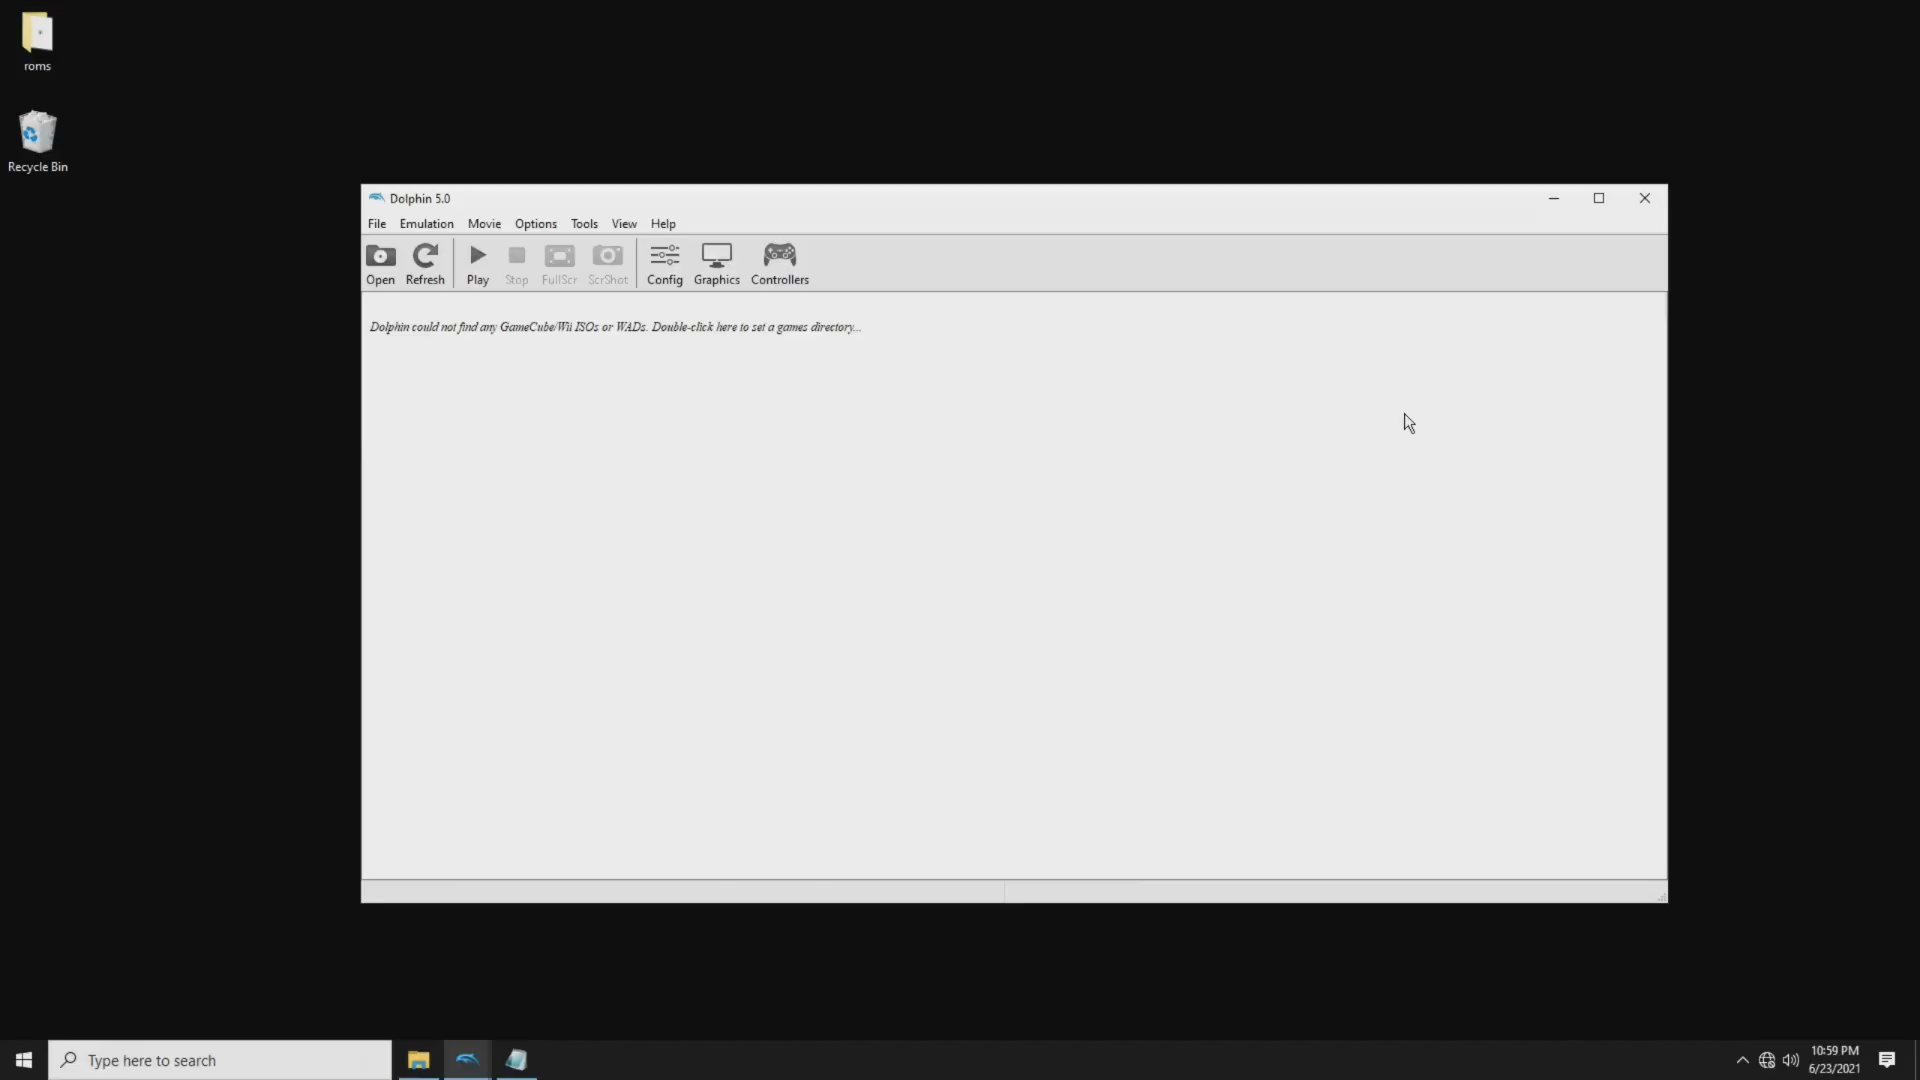 roms
Recycle Bin
Dolphin 5.0
File Emulation Movie Options Tools View Help
Open Refresh Play Stop FullScr ScrShot Config Graphics Controllers
Dolphin could not find any GameCube/Wii ISOs or WADs. Double-click here to set a games directory...
Type here to search
10:59 PM
6/23/2021